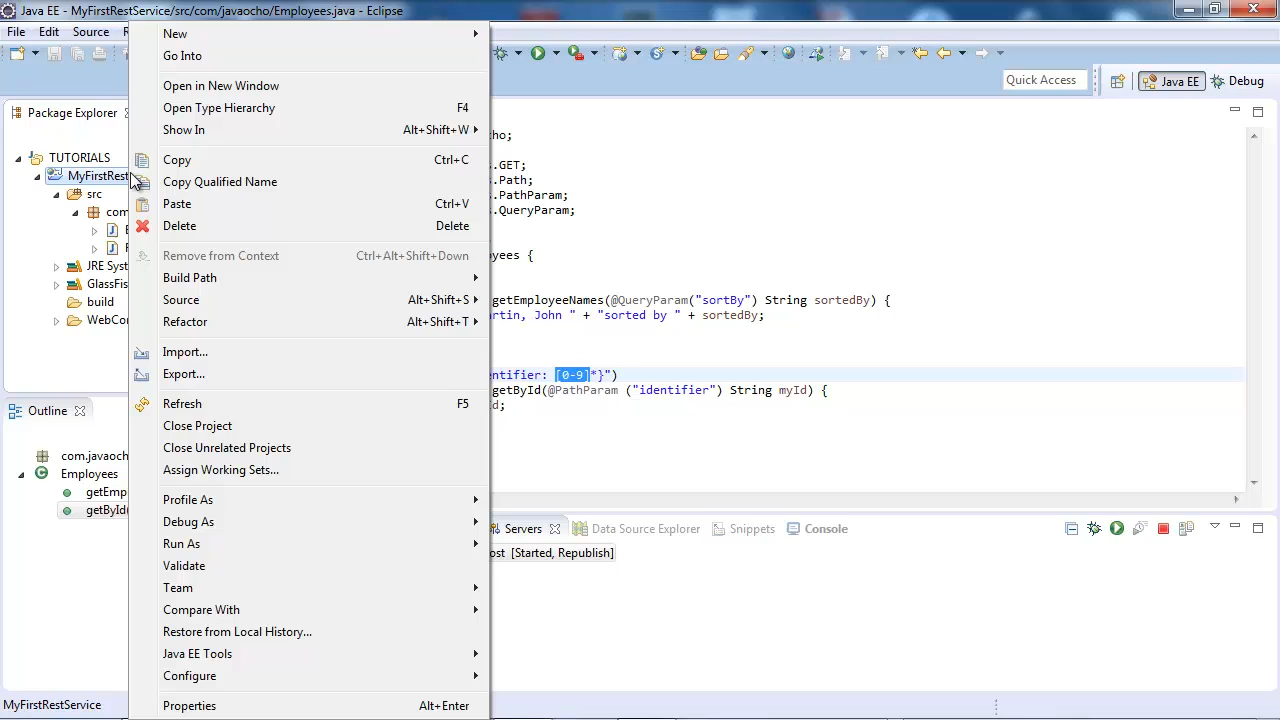 Java EE - MyFirstRestService/src/com/javaocho/Employees.java - Eclipse
File Edit Source
Quick Access Java EE Debug
Package Explorer
TUTORIALS
MyFirstRest
src
com
JRE Sys
GlassFis
build
WebCo
Outline
com.javaoch
Employees
getEmp
getById(
New
Go Into
Open in New Window
Open Type Hierarchy F4
Show In Alt+Shift+W
Copy Ctrl+C
Copy Qualified Name
Paste Ctrl+V
Delete Delete
Remove from Context Ctrl+Alt+Shift+Down
Build Path
Source Alt+Shift+S
Refactor Alt+Shift+T
Import...
Export...
Refresh F5
Close Project
Close Unrelated Projects
Assign Working Sets...
Profile As
Debug As
Run As
Validate
Team
Compare With
Restore from Local History...
Java EE Tools
Configure
Properties Alt+Enter
ho;
s.GET;
s.Path;
s.PathParam;
s.QueryParam;
yees {
getEmployeeNames(@QueryParam("sortBy") String sortedBy) {
rtin, John " + "sorted by " + sortedBy;
ntifier: [0-9]*}")
getById(@PathParam ("identifier") String myId) {
d;
Servers Data Source Explorer Snippets Console
ost [Started, Republish]
MyFirstRestService